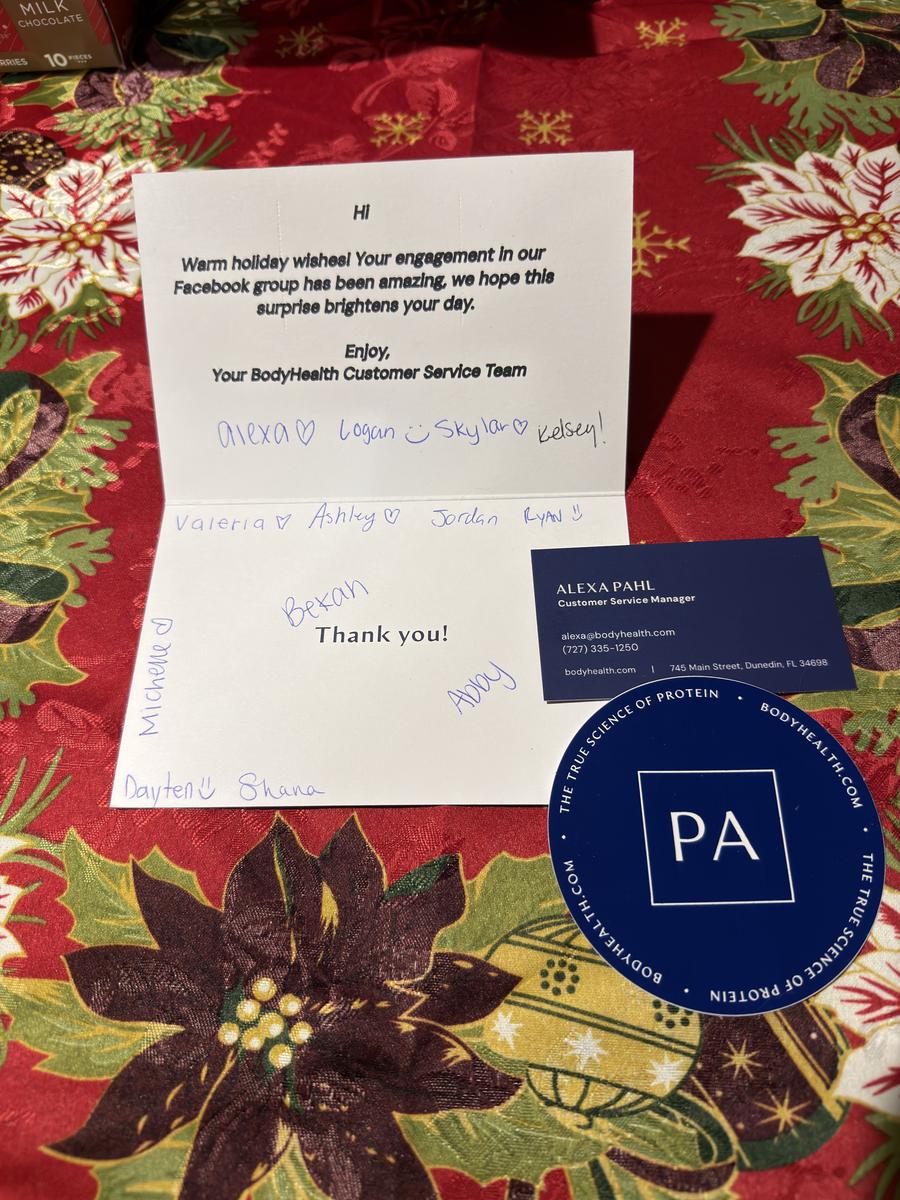 MILK
CHOCOLATE
RRIES 10 PIECES
Hi
Warm holiday wishes! Your engagement in our
Facebook group has been amazing, we hope this
surprise brightens your day.
Enjoy,
Your BodyHealth Customer Service Team
alexa♡ Logan Skylar♡ Kelsey!
Valeria♡ Ashley♡ Jordan RYAN
Bexan
Thank you!
Michene♡
Abby
Dayten Shana
ALEXA PAHL
Customer Service Manager
alexa@bodyhealth.com
(727) 335-1250
bodyhealth.com | 745 Main Street, Dunedin, FL 34698
THE TRUE SCIENCE OF PROTEIN • BODYHEALTH.COM •
THE TRUE SCIENCE OF PROTEIN • BODYHEALTH.COM •
PA